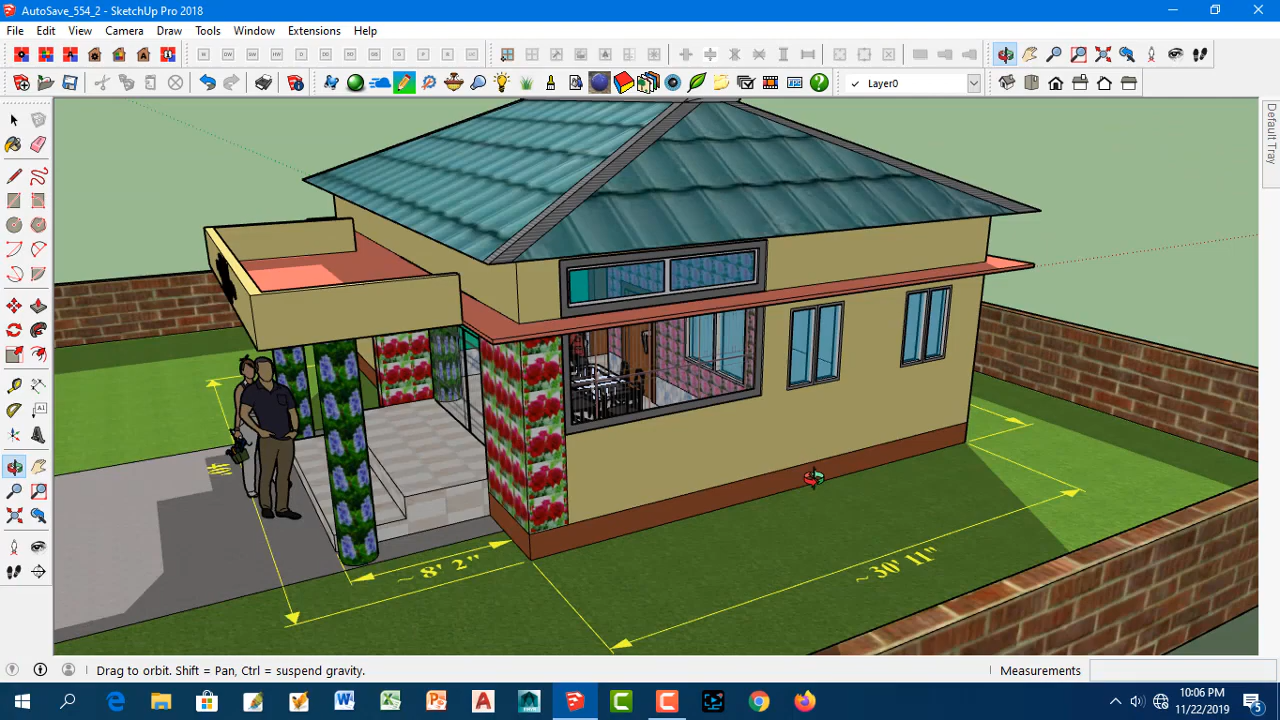 AutoSave_554_2 - SketchUp Pro 2018
File Edit View Camera Draw Tools Window Extensions Help
Layer0
Default Tray
~ 8' 2"
~ 30' 11"
Drag to orbit. Shift = Pan, Ctrl = suspend gravity.
Measurements
10:06 PM
11/22/2019